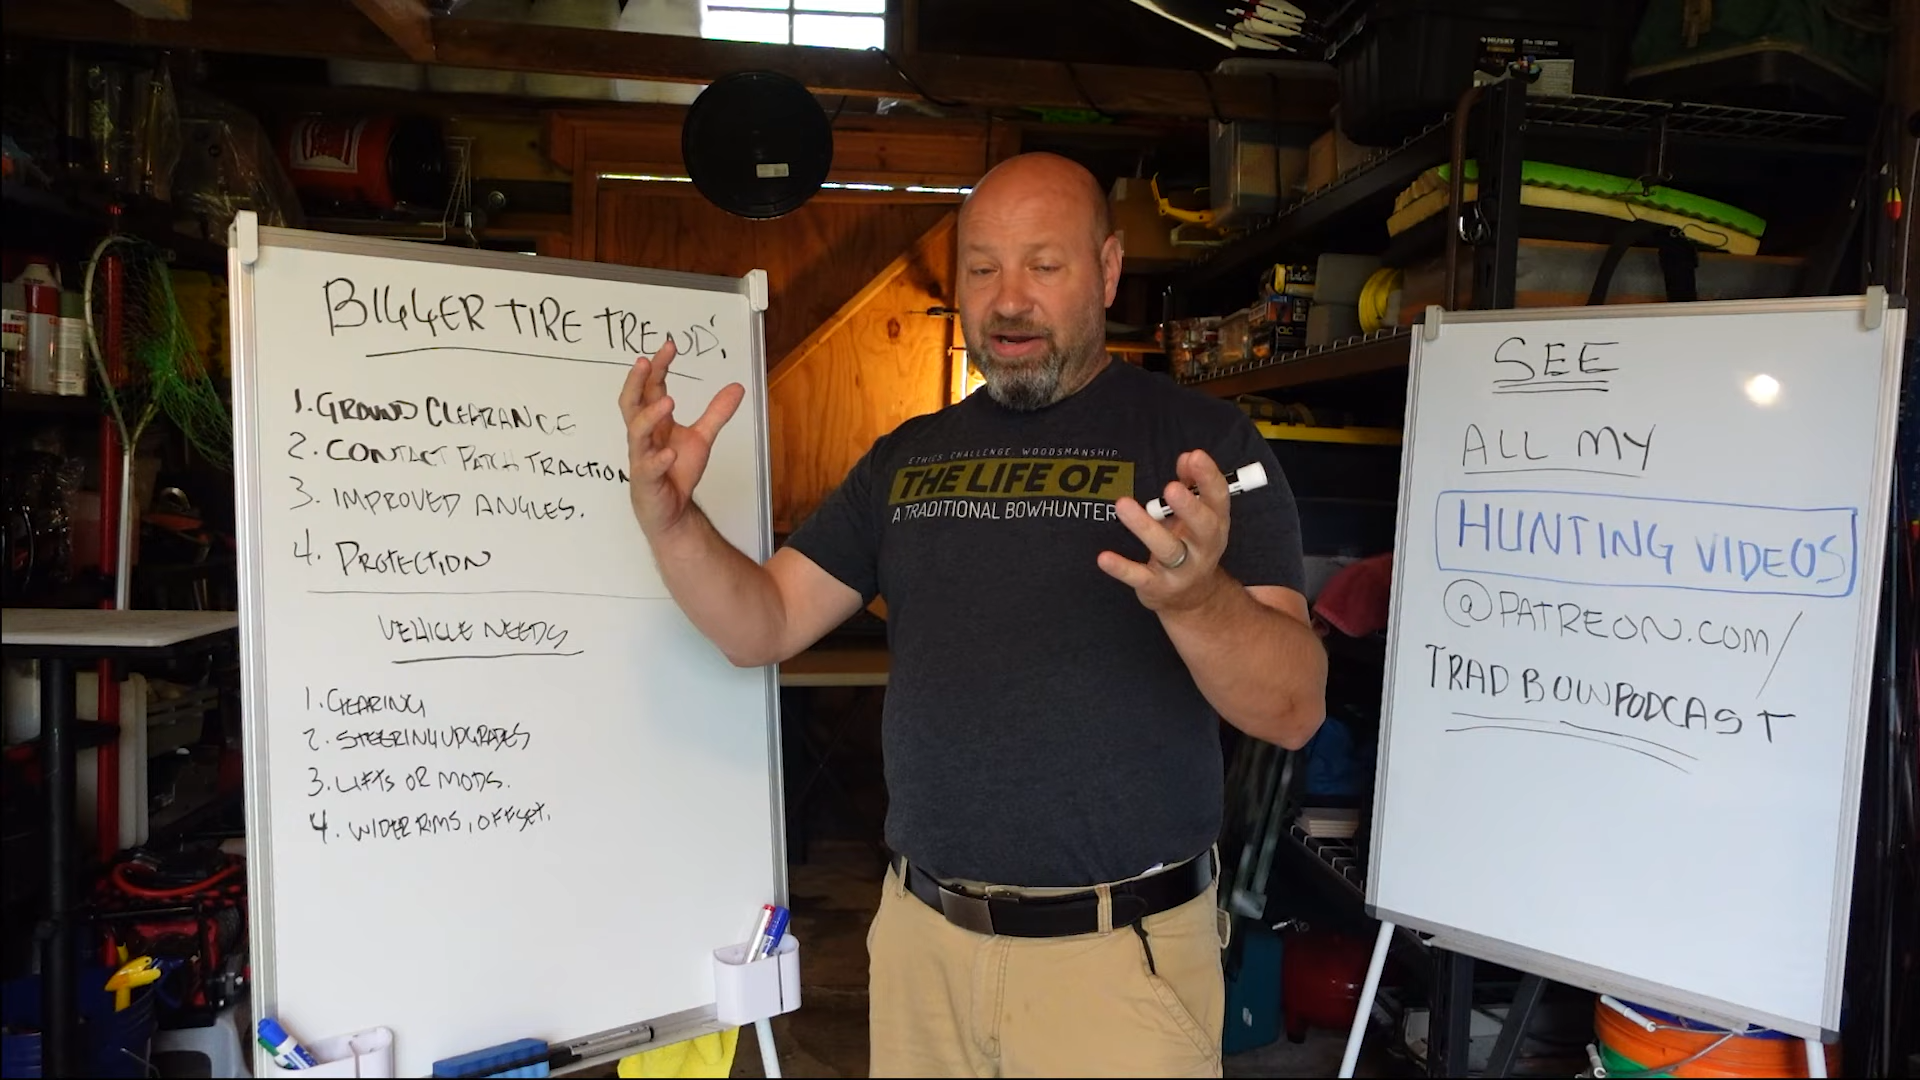 BIGGER TIRE TREND:
1. GROUND CLEARANCE
2. CONTACT PATCH TRACTION
3. IMPROVED ANGLES.
4. PROTECTION
VEHICLE NEEDS
1. GEARING
2. STEERING UPGRADES
3. LIFTS OR MODS.
4. WIDER RIMS, OFFSET.
ETHICS. CHALLENGE. WOODSMANSHIP
THE LIFE OF
A TRADITIONAL BOWHUNTER
SEE
ALL MY
HUNTING VIDEOS
@PATREON.COM/
TRADBOWPODCAST
HUSKY